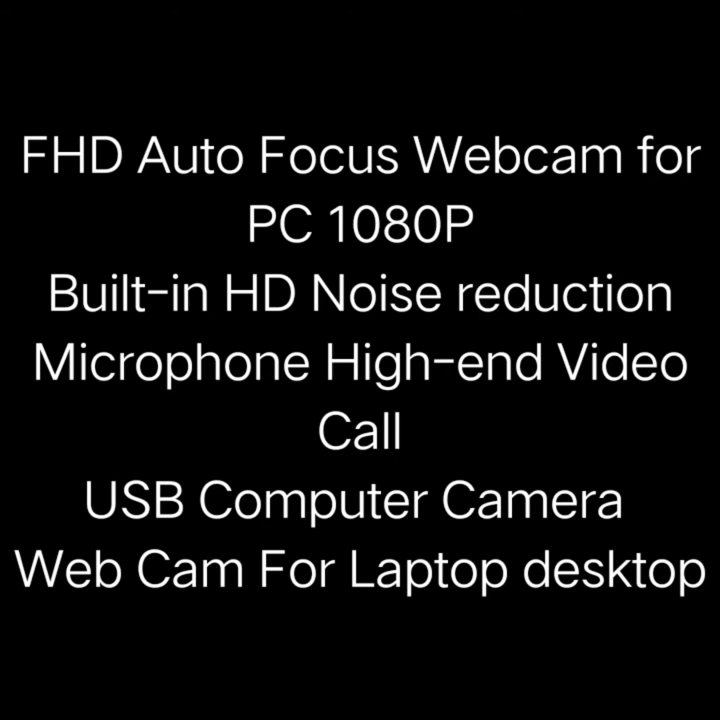 FHD Auto Focus Webcam for
PC 1080P
Built-in HD Noise reduction
Microphone High-end Video
Call
USB Computer Camera
Web Cam For Laptop desktop